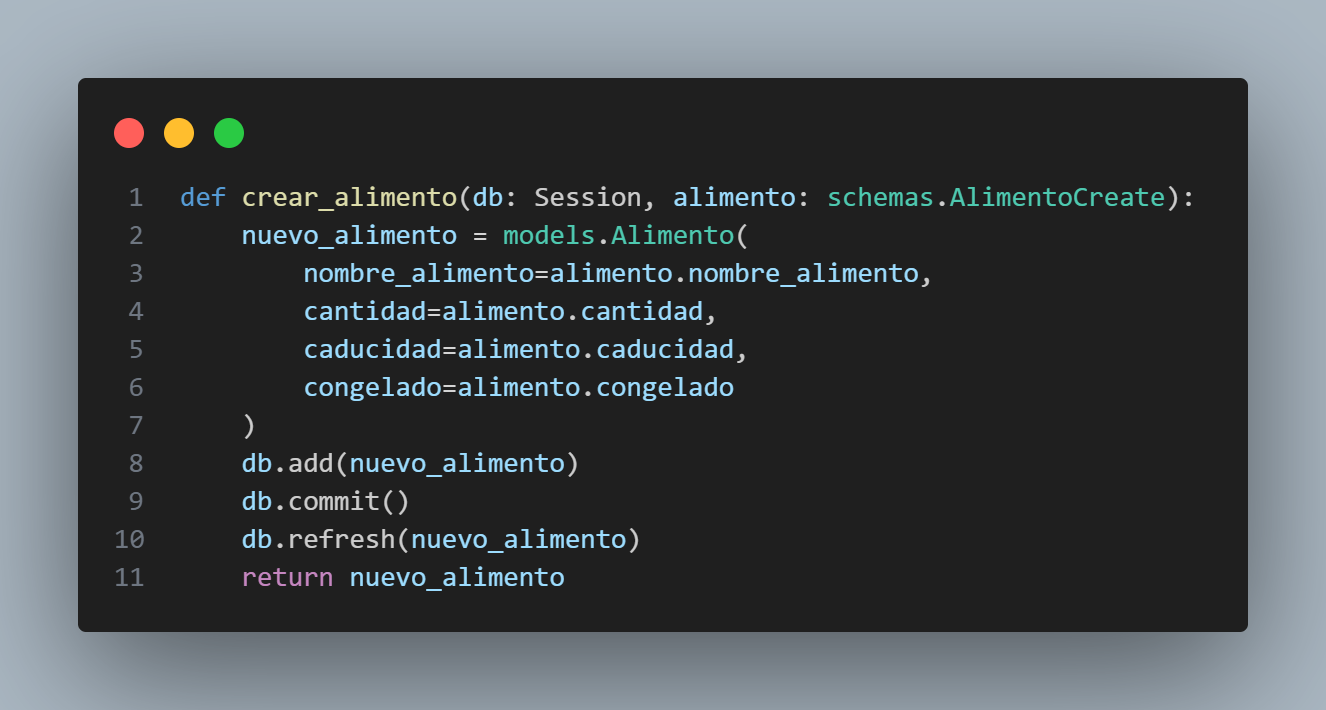 1 def crear_alimento(db: Session, alimento: schemas.AlimentoCreate):
2     nuevo_alimento = models.Alimento(
3         nombre_alimento=alimento.nombre_alimento,
4         cantidad=alimento.cantidad,
5         caducidad=alimento.caducidad,
6         congelado=alimento.congelado
7     )
8     db.add(nuevo_alimento)
9     db.commit()
10     db.refresh(nuevo_alimento)
11     return nuevo_alimento